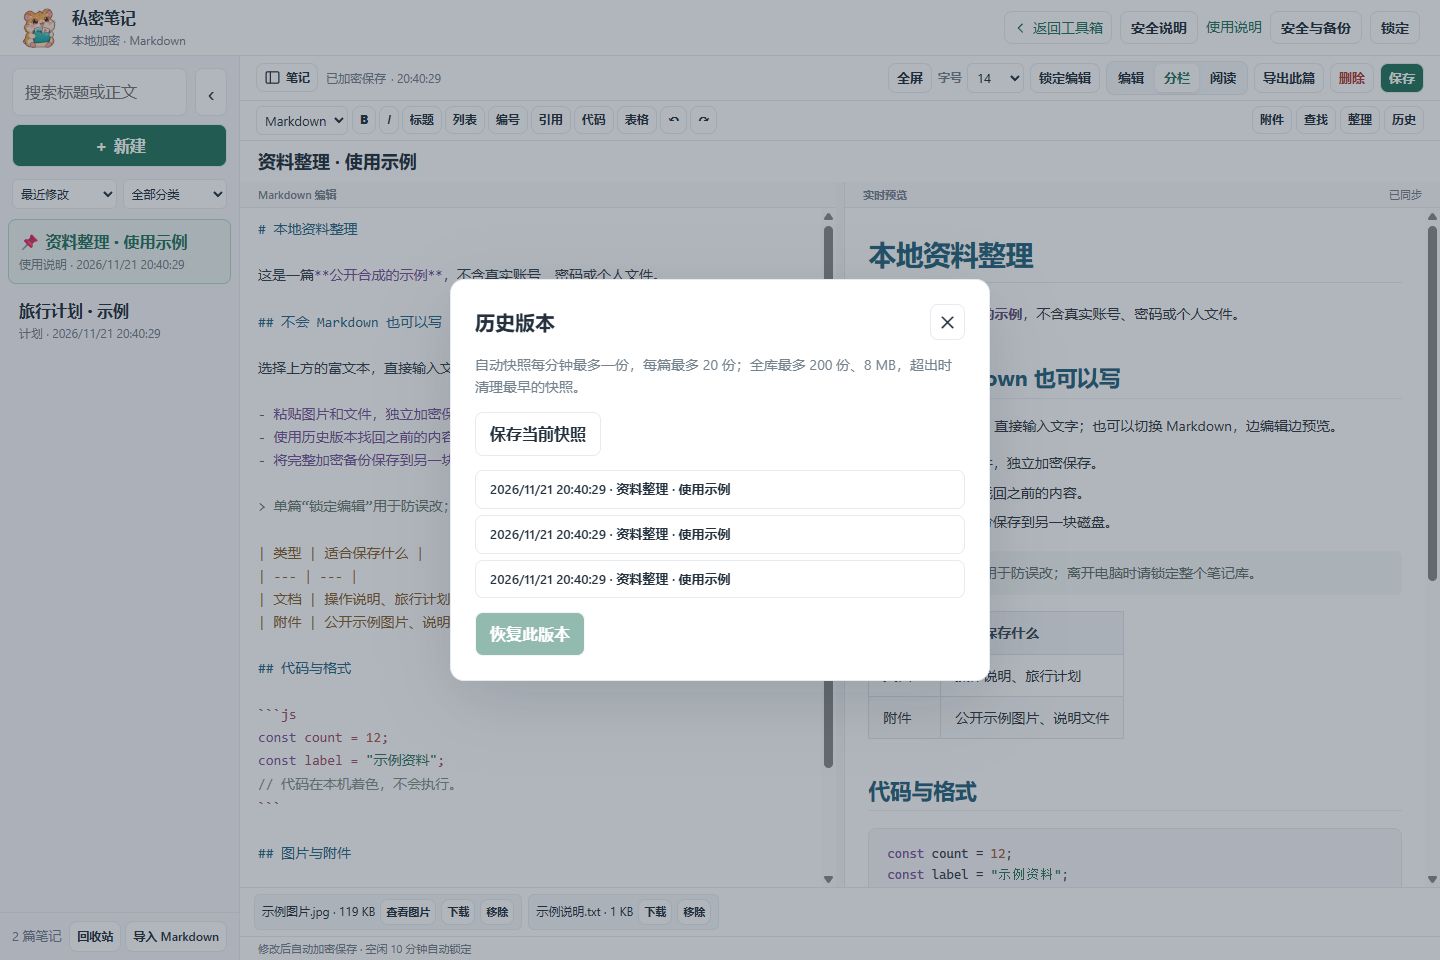 私密笔记
本地加密 · Markdown
返回工具箱
安全说明
使用说明
安全与备份
锁定
搜索标题或正文
+ 新建
最近修改
全部分类
资料整理 · 使用示例
使用说明 · 2026/11/21 20:40:29
旅行计划 · 示例
计划 · 2026/11/21 20:40:29
2 篇笔记
回收站
导入 Markdown
笔记
已加密保存 · 20:40:29
全屏
字号
14
锁定编辑
编辑
分栏
阅读
导出此篇
删除
保存
Markdown
B
I
标题
列表
编号
引用
代码
表格
附件
查找
整理
历史
资料整理 · 使用示例
Markdown 编辑
# 本地资料整理
这是一篇**公开合成的示例**，不含真实账号、密码或个人文件。
## 不会 Markdown 也可以写
选择上方的富文本，直接输入文
- 粘贴图片和文件，独立加密保
- 使用历史版本找回之前的内容
- 将完整加密备份保存到另一块
> 单篇“锁定编辑”用于防误改；
| 类型 | 适合保存什么 |
| --- | --- |
| 文档 | 操作说明、旅行计划
| 附件 | 公开示例图片、说明
## 代码与格式
```js
const count = 12;
const label = "示例资料";
// 代码在本机着色，不会执行。
```
## 图片与附件
实时预览
已同步
本地资料整理
示例，不含真实账号、密码或个人文件。
own 也可以写
直接输入文字；也可以切换 Markdown，边编辑边预览。
，独立加密保存。
回之前的内容。
保存到另一块磁盘。
用于防误改；离开电脑时请锁定整个笔记库。
保存什么
说明、旅行计划
附件
公开示例图片、说明文件
代码与格式
const count = 12;
const label = "示例资料";
历史版本
自动快照每分钟最多一份，每篇最多 20 份；全库最多 200 份、8 MB，超出时
清理最早的快照。
保存当前快照
2026/11/21 20:40:29 · 资料整理 · 使用示例
2026/11/21 20:40:29 · 资料整理 · 使用示例
2026/11/21 20:40:29 · 资料整理 · 使用示例
恢复此版本
示例图片.jpg · 119 KB
查看图片
下载
移除
示例说明.txt · 1 KB
下载
移除
修改后自动加密保存 · 空闲 10 分钟自动锁定